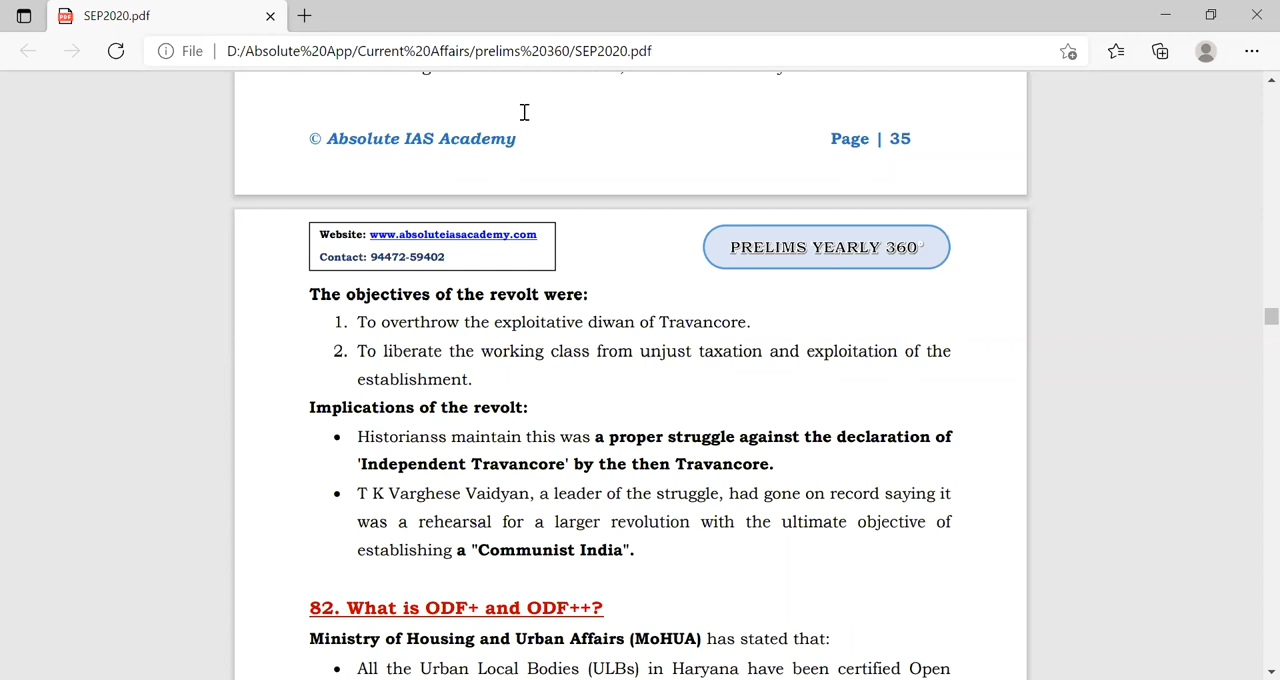 SEP2020.pdf
File | D:/Absolute%20App/Current%20Affairs/prelims%20360/SEP2020.pdf
© Absolute IAS Academy Page | 35
Website: www.absoluteiasacademy.com
Contact: 94472-59402
PRELIMS YEARLY 360°
The objectives of the revolt were:
1. To overthrow the exploitative diwan of Travancore.
2. To liberate the working class from unjust taxation and exploitation of the
establishment.
Implications of the revolt:
• Historianss maintain this was a proper struggle against the declaration of
'Independent Travancore' by the then Travancore.
• T K Varghese Vaidyan, a leader of the struggle, had gone on record saying it
was a rehearsal for a larger revolution with the ultimate objective of
establishing a "Communist India".
82. What is ODF+ and ODF++?
Ministry of Housing and Urban Affairs (MoHUA) has stated that:
• All the Urban Local Bodies (ULBs) in Haryana have been certified Open